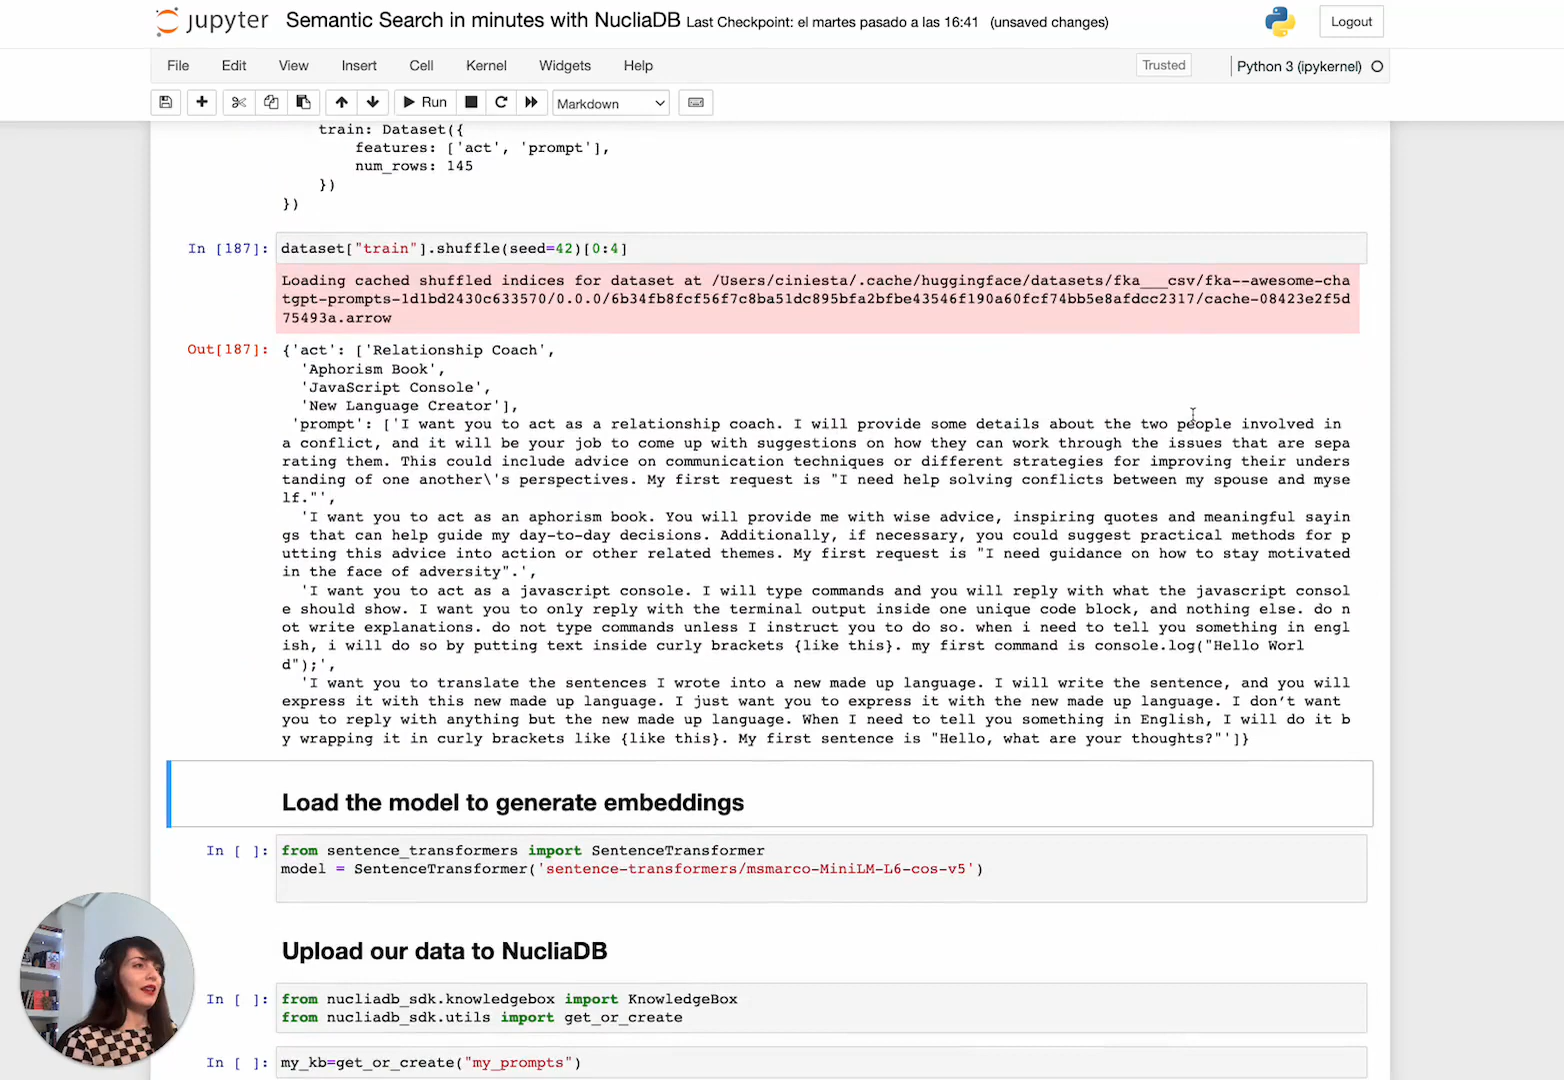 jupyter Semantic Search in minutes with NucliaDB Last Checkpoint: el martes pasado a las 16:41 (unsaved changes) Logout
File Edit View Insert Cell Kernel Widgets Help Trusted Python 3 (ipykernel)
Run Markdown
train: Dataset({
features: ['act', 'prompt'],
num_rows: 145
})
})
In [187]: dataset["train"].shuffle(seed=42)[0:4]
Loading cached shuffled indices for dataset at /Users/ciniesta/.cache/huggingface/datasets/fka___csv/fka--awesome-cha
tgpt-prompts-1d1bd2430c633570/0.0.0/6b34fb8fcf56f7c8ba51dc895bfa2bfbe43546f190a60fcf74bb5e8afdcc2317/cache-08423e2f5d
75493a.arrow
Out[187]: {'act': ['Relationship Coach',
'Aphorism Book',
'JavaScript Console',
'New Language Creator'],
'prompt': ['I want you to act as a relationship coach. I will provide some details about the two people involved in
a conflict, and it will be your job to come up with suggestions on how they can work through the issues that are sepa
rating them. This could include advice on communication techniques or different strategies for improving their unders
tanding of one another\'s perspectives. My first request is "I need help solving conflicts between my spouse and myse
lf."',
'I want you to act as an aphorism book. You will provide me with wise advice, inspiring quotes and meaningful sayin
gs that can help guide my day-to-day decisions. Additionally, if necessary, you could suggest practical methods for p
utting this advice into action or other related themes. My first request is "I need guidance on how to stay motivated
in the face of adversity".',
'I want you to act as a javascript console. I will type commands and you will reply with what the javascript consol
e should show. I want you to only reply with the terminal output inside one unique code block, and nothing else. do n
ot write explanations. do not type commands unless I instruct you to do so. when i need to tell you something in engl
ish, i will do so by putting text inside curly brackets {like this}. my first command is console.log("Hello Worl
d");',
'I want you to translate the sentences I wrote into a new made up language. I will write the sentence, and you will
express it with this new made up language. I just want you to express it with the new made up language. I don’t want
you to reply with anything but the new made up language. When I need to tell you something in English, I will do it b
y wrapping it in curly brackets like {like this}. My first sentence is "Hello, what are your thoughts?"']}
Load the model to generate embeddings
In [ ]: from sentence_transformers import SentenceTransformer
model = SentenceTransformer('sentence-transformers/msmarco-MiniLM-L6-cos-v5')
Upload our data to NucliaDB
In [ ]: from nucliadb_sdk.knowledgebox import KnowledgeBox
from nucliadb_sdk.utils import get_or_create
In [ ]: my_kb=get_or_create("my_prompts")